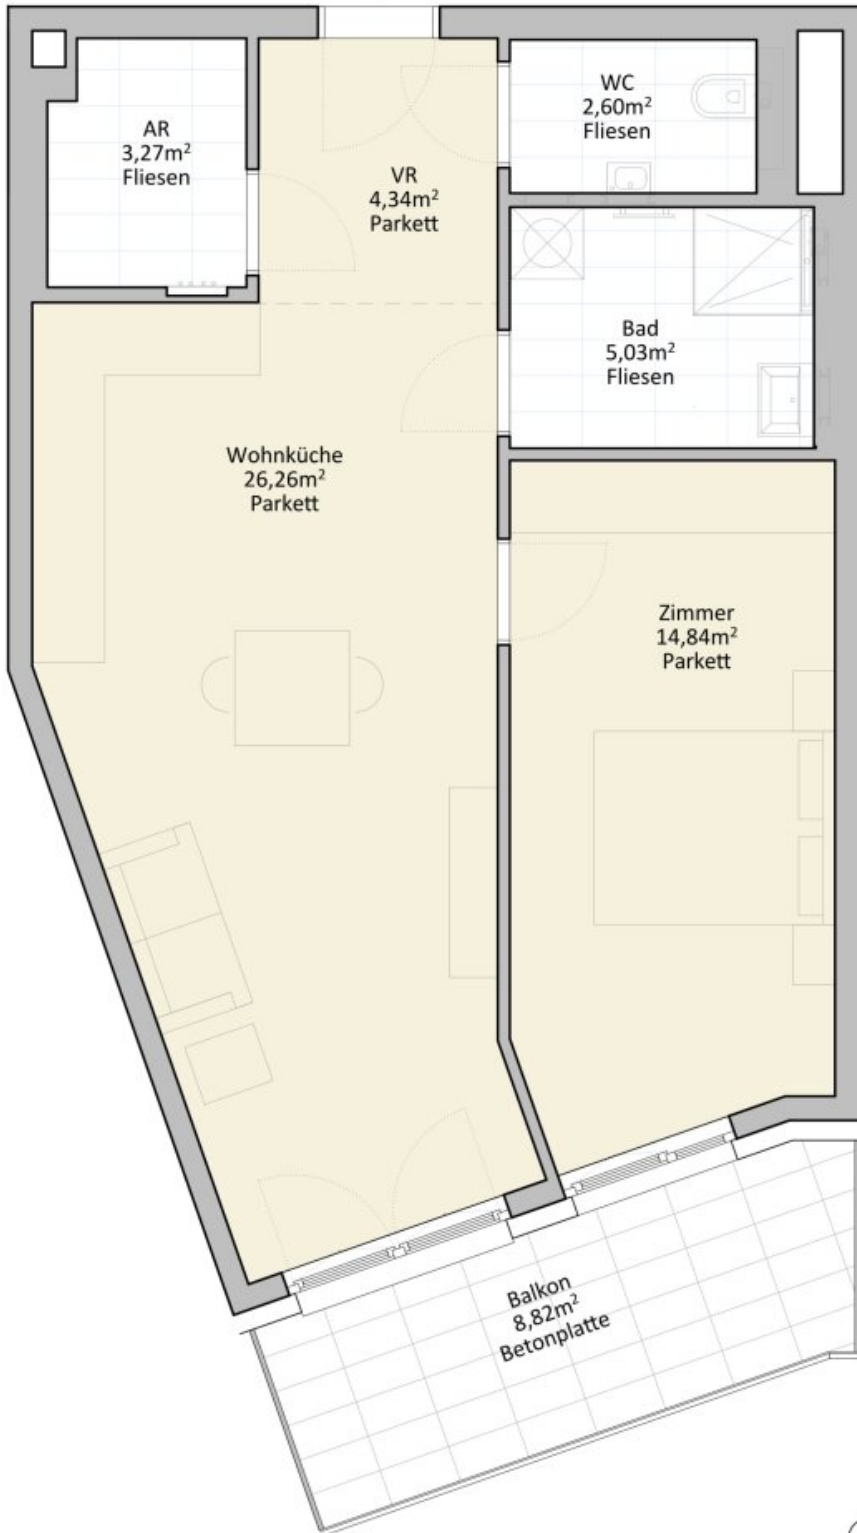 WC
2,60m²
Fliesen
AR
3,27m²
Fliesen
VR
4,34m²
Parkett
Bad
5,03m²
Fliesen
Wohnküche
26,26m²
Parkett
Zimmer
14,84m²
Parkett
Balkon
8,82m²
Betonplatte